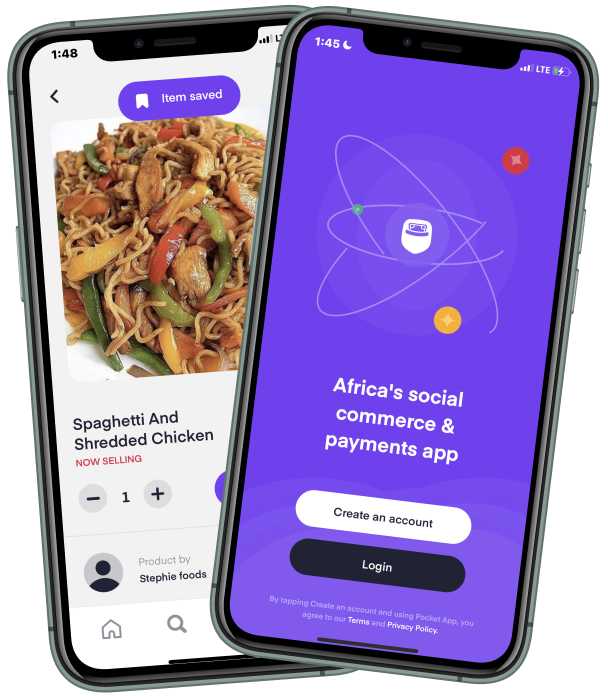 1:48
Item saved
Spaghetti And
Shredded Chicken
NOW SELLING
1
Product by
Stephie foods
1:45
LTE
Africa's social
commerce &
payments app
Create an account
Login
By tapping Create an account and using Pocket App, you
agree to our Terms and Privacy Policy.